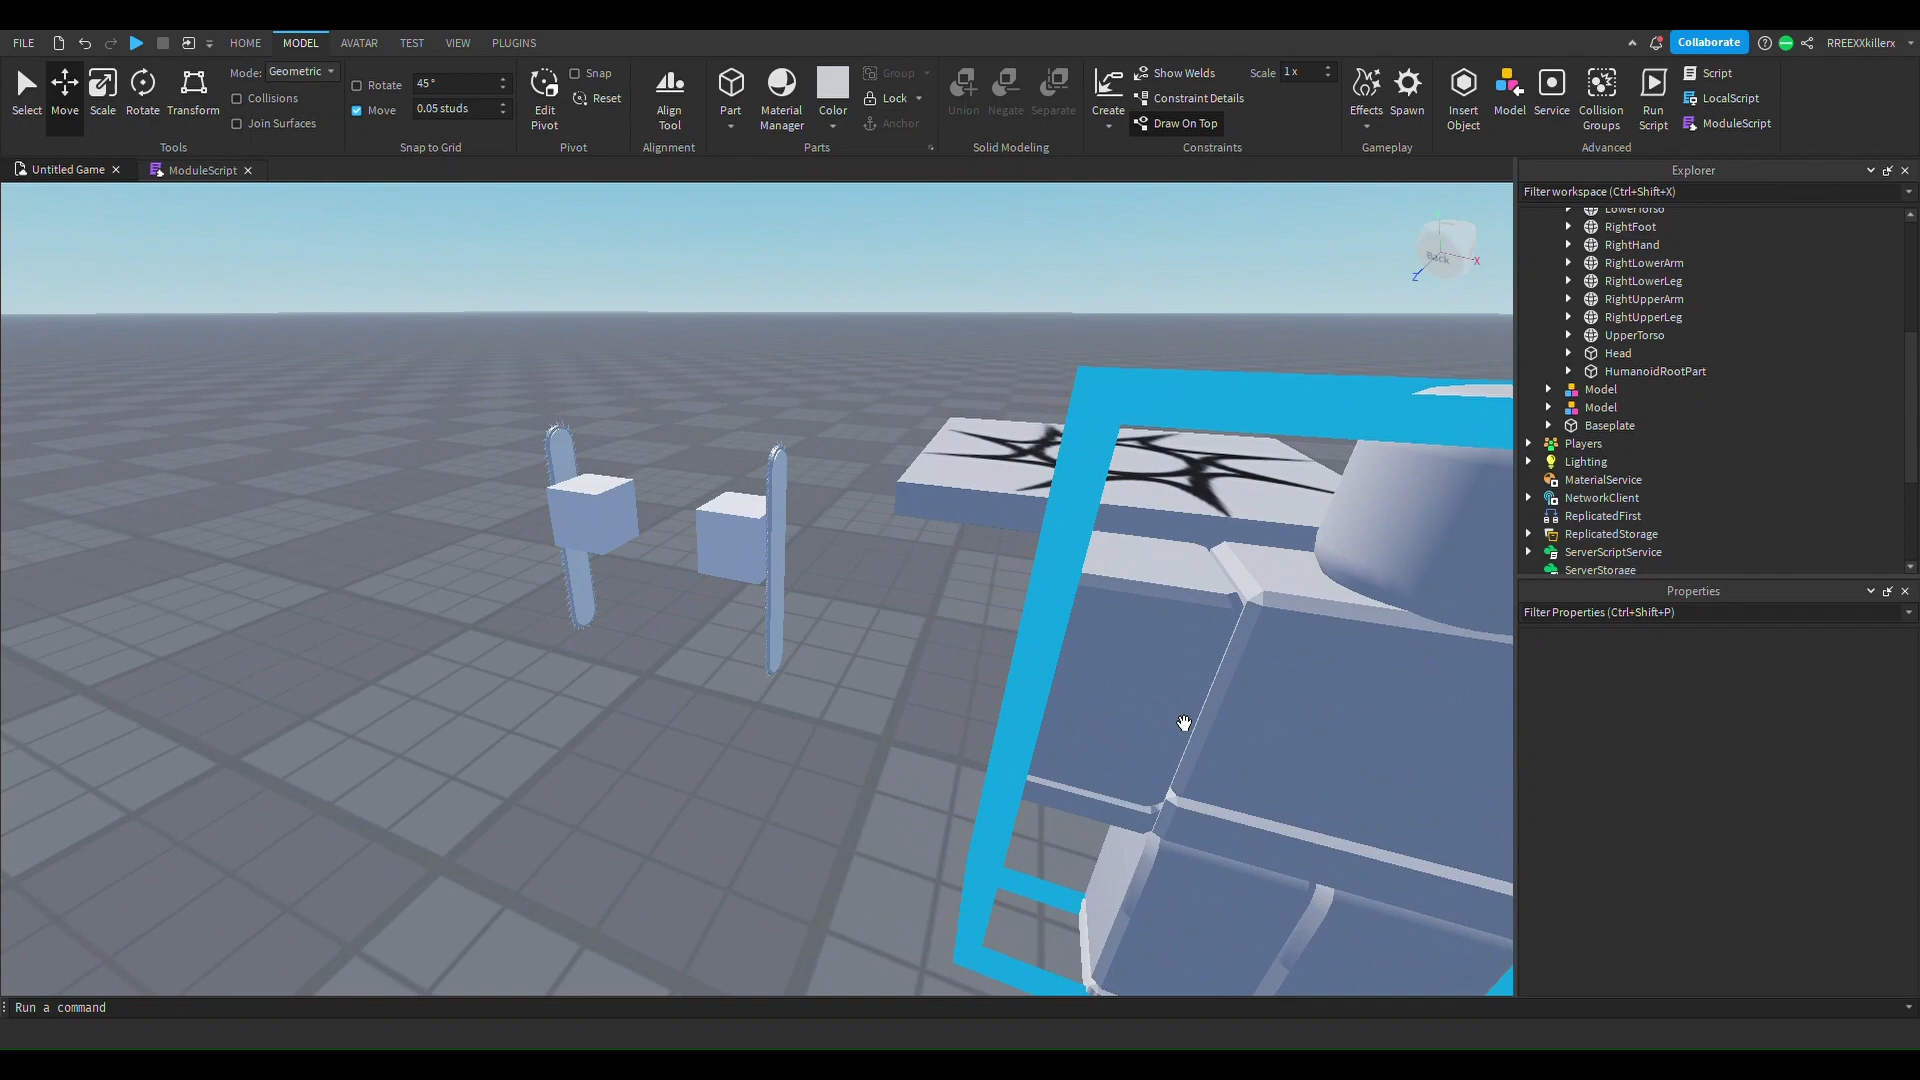 FILE HOME MODEL AVATAR TEST VIEW PLUGINS Collaborate RREEXXkillerx
Select Move Scale Rotate Transform
Mode: Geometric
Collisions
Join Surfaces
Tools
Rotate 45°
Move 0.05 studs
Snap to Grid
Edit Pivot
Snap
Reset
Pivot
Align Tool
Alignment
Part Material Manager Color
Group
Lock
Anchor
Parts
Union Negate Separate
Solid Modeling
Create
Show Welds
Constraint Details
Draw On Top
Scale 1x
Constraints
Effects Spawn
Gameplay
Insert Object Model Service Collision Groups Run Script
Script
LocalScript
ModuleScript
Advanced
Untitled Game ModuleScript
Back
X
Z
Explorer
Filter workspace (Ctrl+Shift+X)
LowerTorso
RightFoot
RightHand
RightLowerArm
RightLowerLeg
RightUpperArm
RightUpperLeg
UpperTorso
Head
HumanoidRootPart
Model
Model
Baseplate
Players
Lighting
MaterialService
NetworkClient
ReplicatedFirst
ReplicatedStorage
ServerScriptService
ServerStorage
Properties
Filter Properties (Ctrl+Shift+P)
Run a command